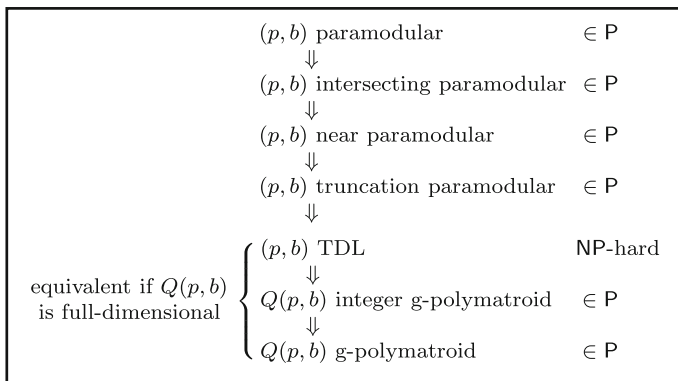 (p, b) paramodular ∈ P
⇓
(p, b) intersecting paramodular ∈ P
⇓
(p, b) near paramodular ∈ P
⇓
(p, b) truncation paramodular ∈ P
⇓
(p, b) TDL NP-hard
⇓
equivalent if Q(p, b)
is full-dimensional
Q(p, b) integer g-polymatroid ∈ P
⇓
Q(p, b) g-polymatroid ∈ P